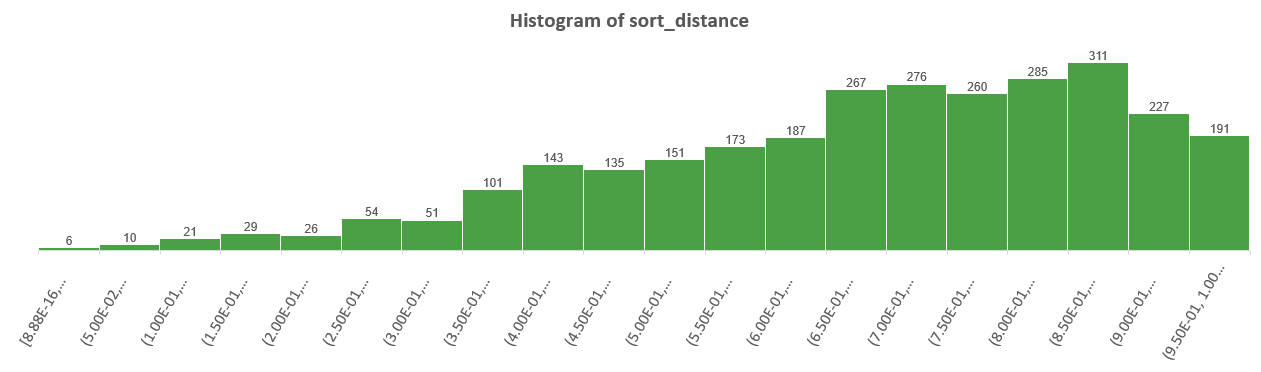 Histogram of sort_distance
6
10
21
29
26
54
51
101
143
135
151
173
187
267
276
260
285
311
227
191
[8.88E-16,...
(5.00E-02,...
(1.00E-01,...
(1.50E-01,...
(2.00E-01,...
(2.50E-01,...
(3.00E-01,...
(3.50E-01,...
(4.00E-01,...
(4.50E-01,...
(5.00E-01,...
(5.50E-01,...
(6.00E-01,...
(6.50E-01,...
(7.00E-01,...
(7.50E-01,...
(8.00E-01,...
(8.50E-01,...
(9.00E-01,...
(9.50E-01, 1.00...